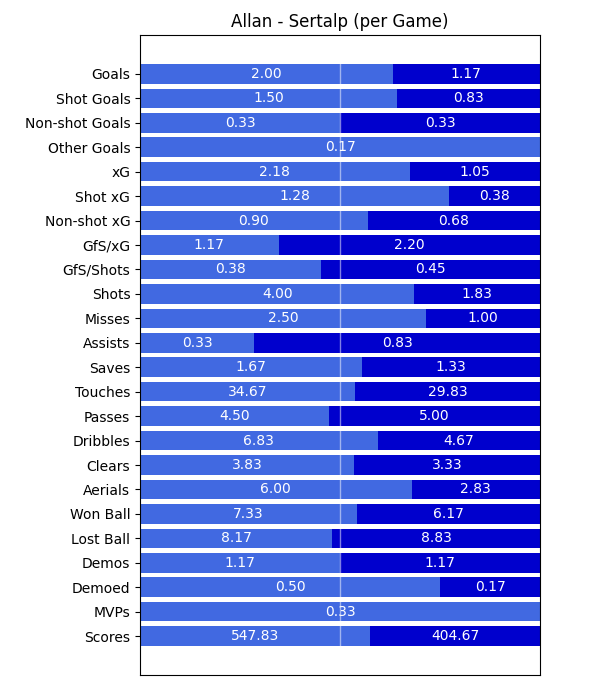 Allan - Sertalp (per Game)
Goals 2.00 1.17
Shot Goals 1.50 0.83
Non-shot Goals 0.33 0.33
Other Goals 0.17
xG 2.18 1.05
Shot xG 1.28 0.38
Non-shot xG 0.90 0.68
GfS/xG 1.17 2.20
GfS/Shots 0.38 0.45
Shots 4.00 1.83
Misses 2.50 1.00
Assists 0.33 0.83
Saves 1.67 1.33
Touches 34.67 29.83
Passes 4.50 5.00
Dribbles 6.83 4.67
Clears 3.83 3.33
Aerials 6.00 2.83
Won Ball 7.33 6.17
Lost Ball 8.17 8.83
Demos 1.17 1.17
Demoed 0.50 0.17
MVPs 0.33
Scores 547.83 404.67